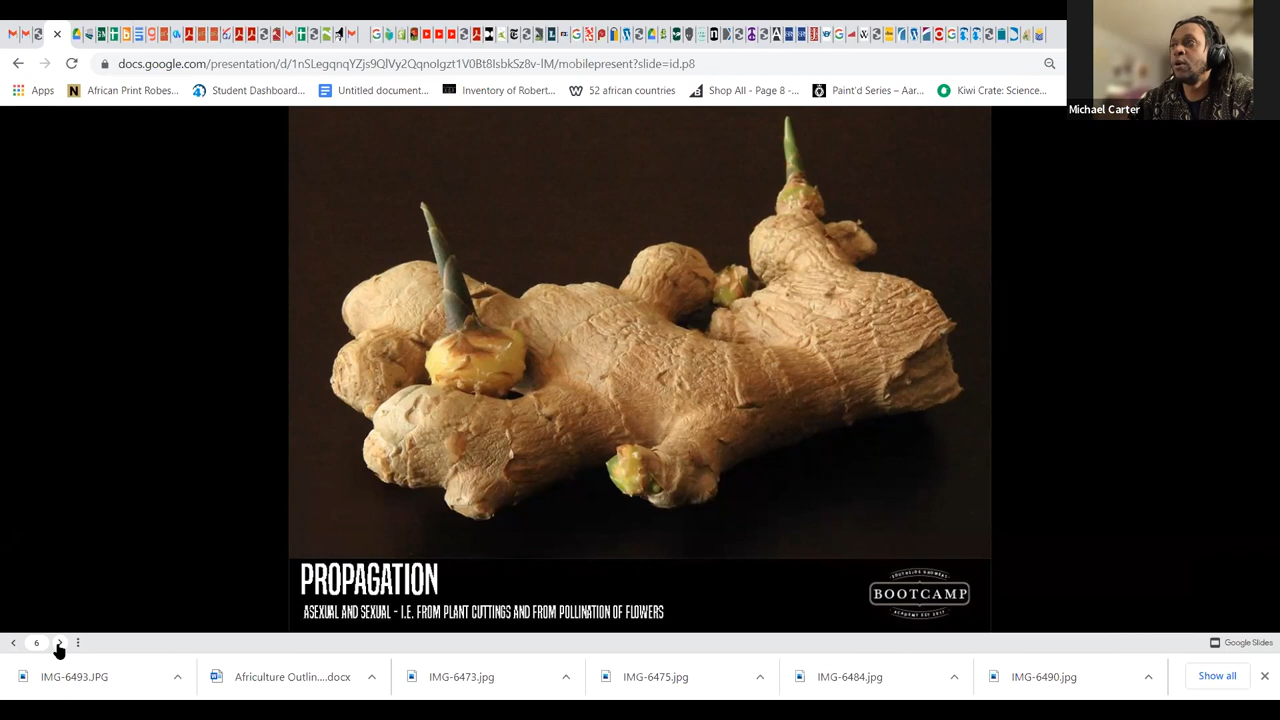 docs.google.com/presentation/d/1nSLegqnqYZjs9QlVy2QqnoIgzt1V0Bt8IsbkSz8v-lM/mobilepresent?slide=id.p8
Apps
African Print Robes...
Student Dashboard...
Untitled document...
Inventory of Robert...
52 african countries
Shop All - Page 8 -...
Paint'd Series – Aar...
Kiwi Crate: Science...
Michael Carter
PROPAGATION
ASEXUAL AND SEXUAL - I.E. FROM PLANT CUTTINGS AND FROM POLLINATION OF FLOWERS
BOOTCAMP
6
Google Slides
IMG-6493.JPG
Africulture Outlin....docx
IMG-6473.jpg
IMG-6475.jpg
IMG-6484.jpg
IMG-6490.jpg
Show all